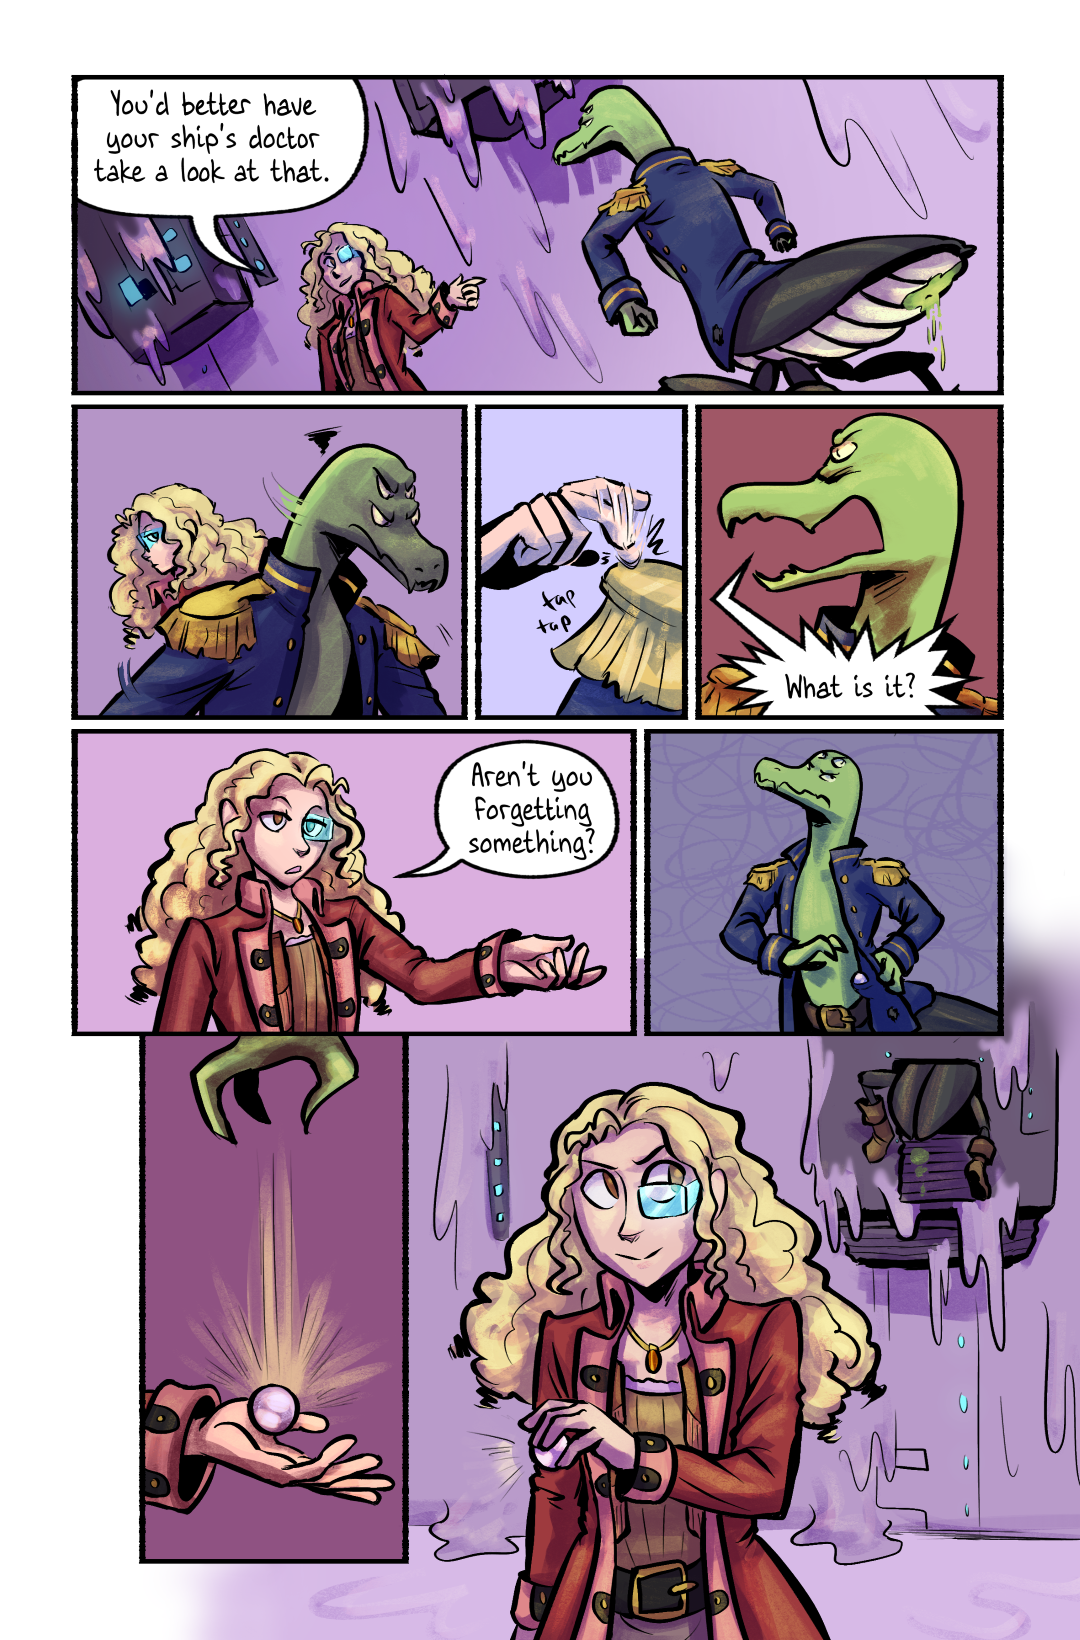 You'd better have
your ship's doctor
take a look at that.
tap
tap
What is it?
Aren't you
forgetting
something?